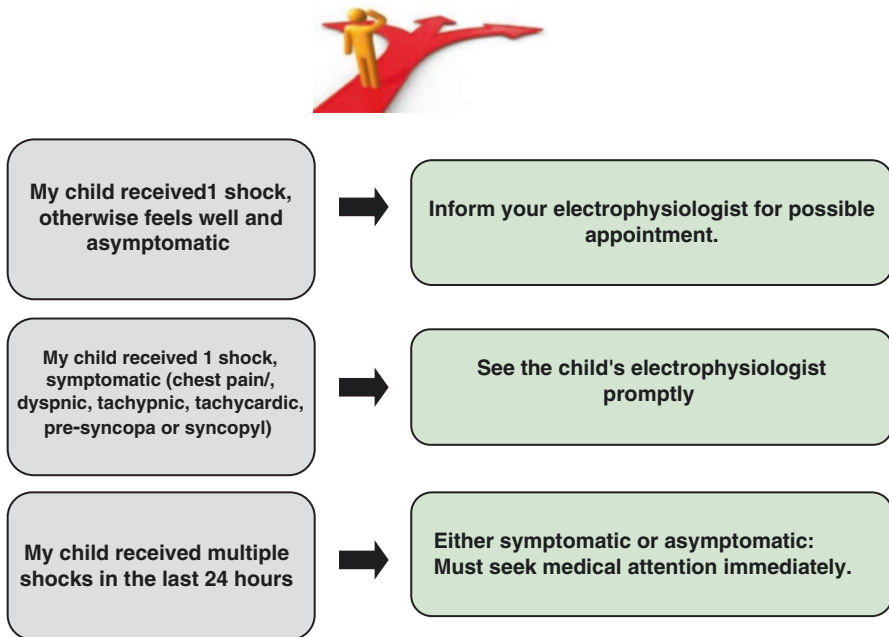 My child received1 shock,
otherwise feels well and
asymptomatic
Inform your electrophysiologist for possible
appointment.
My child received 1 shock,
symptomatic (chest pain/,
dyspnic, tachypnic, tachycardic,
pre-syncopa or syncopyl)
See the child's electrophysiologist
promptly
My child received multiple
shocks in the last 24 hours
Either symptomatic or asymptomatic:
Must seek medical attention immediately.